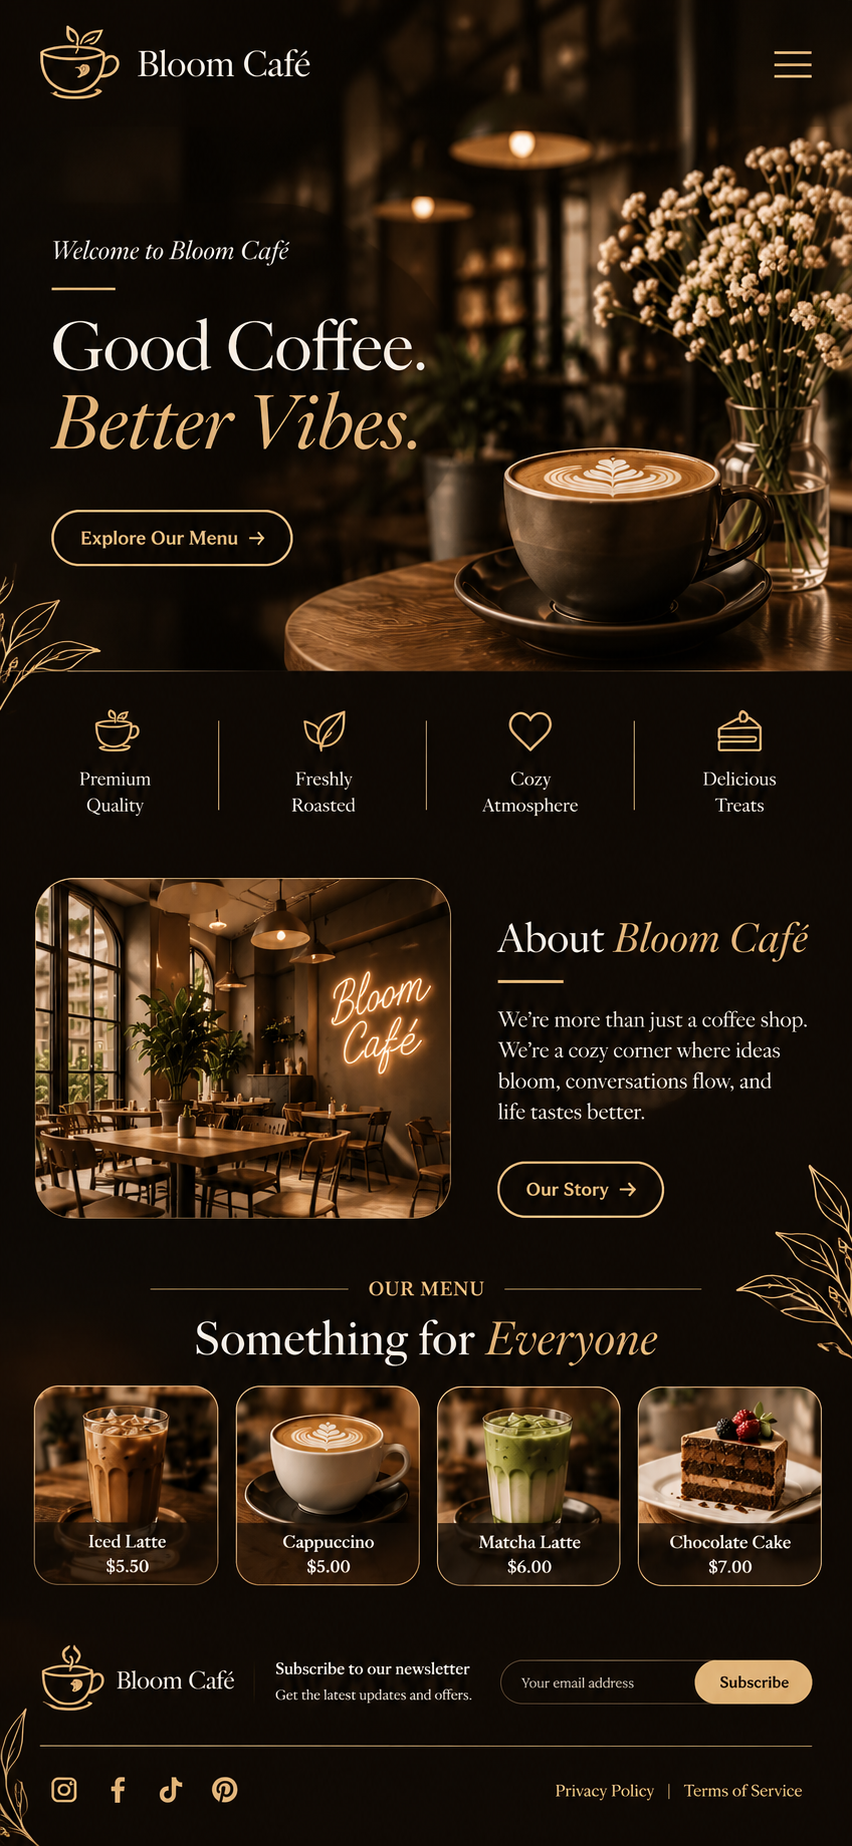 Bloom Café
Welcome to Bloom Café
Good Coffee.
Better Vibes.
Explore Our Menu →
Premium
Quality
Freshly
Roasted
Cozy
Atmosphere
Delicious
Treats
Bloom
Café
About Bloom Café
We’re more than just a coffee shop.
We’re a cozy corner where ideas
bloom, conversations flow, and
life tastes better.
Our Story →
OUR MENU
Something for Everyone
Iced Latte
$5.50
Cappuccino
$5.00
Matcha Latte
$6.00
Chocolate Cake
$7.00
Bloom Café
Subscribe to our newsletter
Get the latest updates and offers.
Your email address
Subscribe
Privacy Policy | Terms of Service